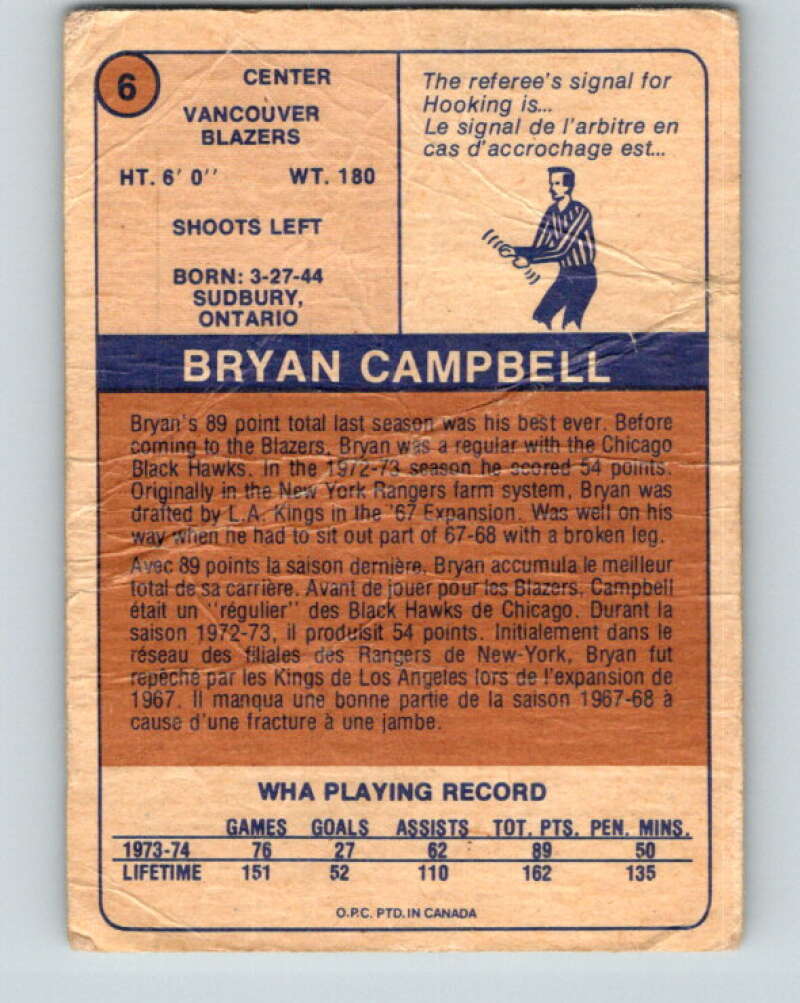 6
CENTER
VANCOUVER
BLAZERS
HT. 6' 0'' WT. 180
SHOOTS LEFT
BORN: 3-27-44
SUDBURY,
ONTARIO
The referee's signal for
Hooking is...
Le signal de l'arbitre en
cas d'accrochage est...
BRYAN CAMPBELL
Bryan's 89 point total last season was his best ever. Before
coming to the Blazers, Bryan was a regular with the Chicago
Black Hawks. In the 1972-73 season he scored 54 points.
Originally in the New York Rangers farm system, Bryan was
drafted by L.A. Kings in the '67 Expansion. Was well on his
way when he had to sit out part of 67-68 with a broken leg.
Avec 89 points la saison dernière, Bryan accumula le meilleur
total de sa carrière. Avant de jouer pour les Blazers, Campbell
était un ''régulier'' des Black Hawks de Chicago. Durant la
saison 1972-73, il produisit 54 points. Initialement dans le
réseau des filiales des Rangers de New-York, Bryan fut
repêché par les Kings de Los Angeles lors de l'expansion de
1967. Il manqua une bonne partie de la saison 1967-68 à
cause d'une fracture à une jambe.
WHA PLAYING RECORD
GAMES GOALS ASSISTS TOT. PTS. PEN. MINS.
1973-74 76 27 62 89 50
LIFETIME 151 52 110 162 135
O.P.C. PTD. IN CANADA